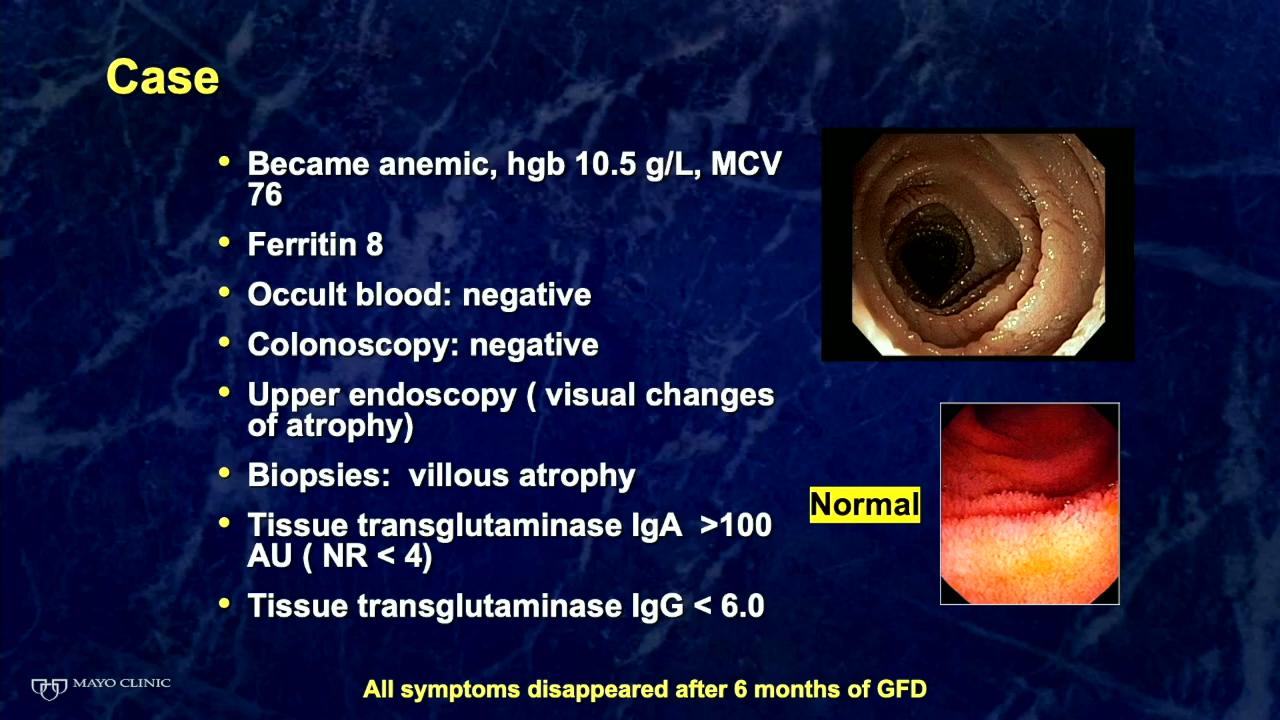 Case
• Became anemic, hgb 10.5 g/L, MCV
76
• Ferritin 8
• Occult blood: negative
• Colonoscopy: negative
• Upper endoscopy ( visual changes
of atrophy)
• Biopsies:  villous atrophy
• Tissue transglutaminase IgA  >100
AU ( NR < 4)
• Tissue transglutaminase IgG < 6.0
Normal
MAYO CLINIC
All symptoms disappeared after 6 months of GFD